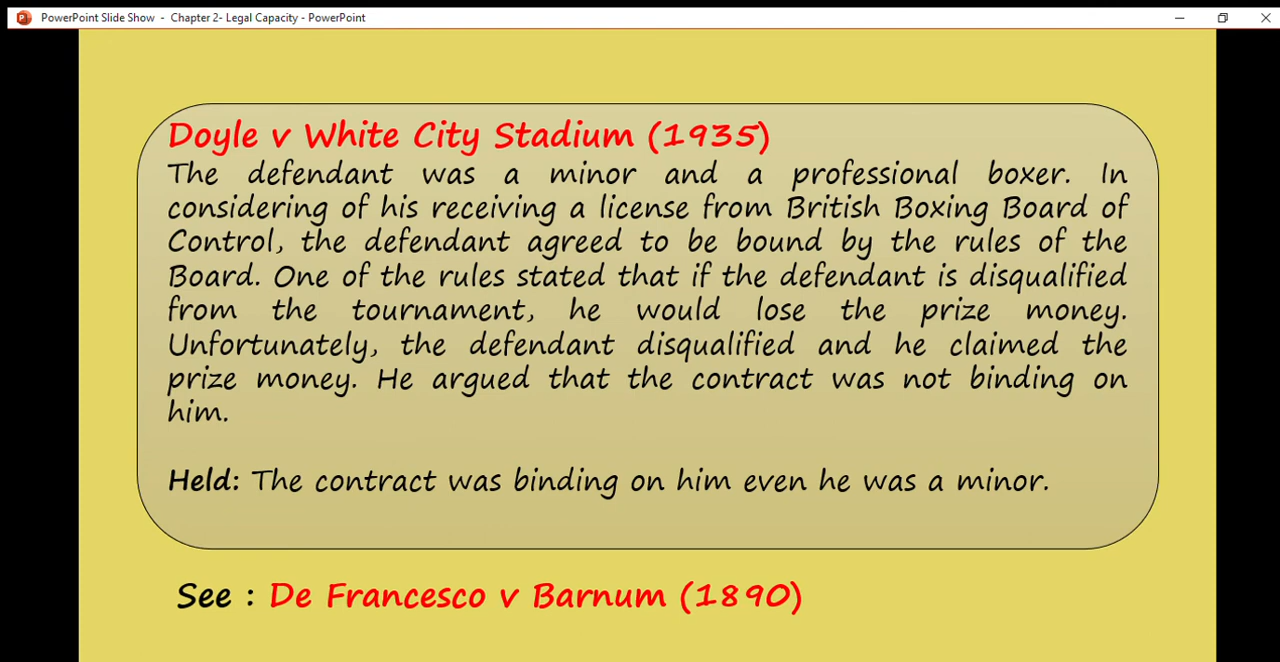 PowerPoint Slide Show - Chapter 2- Legal Capacity - PowerPoint
Doyle v White City Stadium (1935)
The defendant was a minor and a professional boxer. In
considering of his receiving a license from British Boxing Board of
Control, the defendant agreed to be bound by the rules of the
Board. One of the rules stated that if the defendant is disqualified
from the tournament, he would lose the prize money.
Unfortunately, the defendant disqualified and he claimed the
prize money. He argued that the contract was not binding on
him.
Held: The contract was binding on him even he was a minor.
See : De Francesco v Barnum (1890)